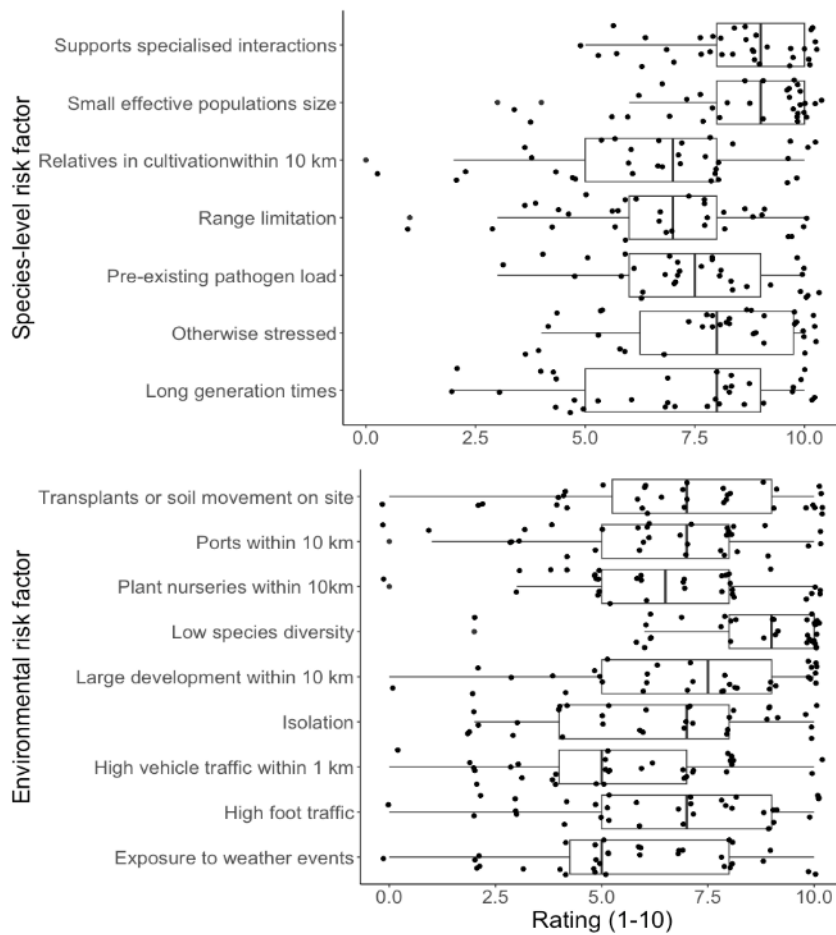 Species-level risk factor
Supports specialised interactions
Small effective populations size
Relatives in cultivationwithin 10 km
Range limitation
Pre-existing pathogen load
Otherwise stressed
Long generation times
0.0 2.5 5.0 7.5 10.0
Environmental risk factor
Transplants or soil movement on site
Ports within 10 km
Plant nurseries within 10km
Low species diversity
Large development within 10 km
Isolation
High vehicle traffic within 1 km
High foot traffic
Exposure to weather events
0.0 2.5 5.0 7.5 10.0
Rating (1-10)